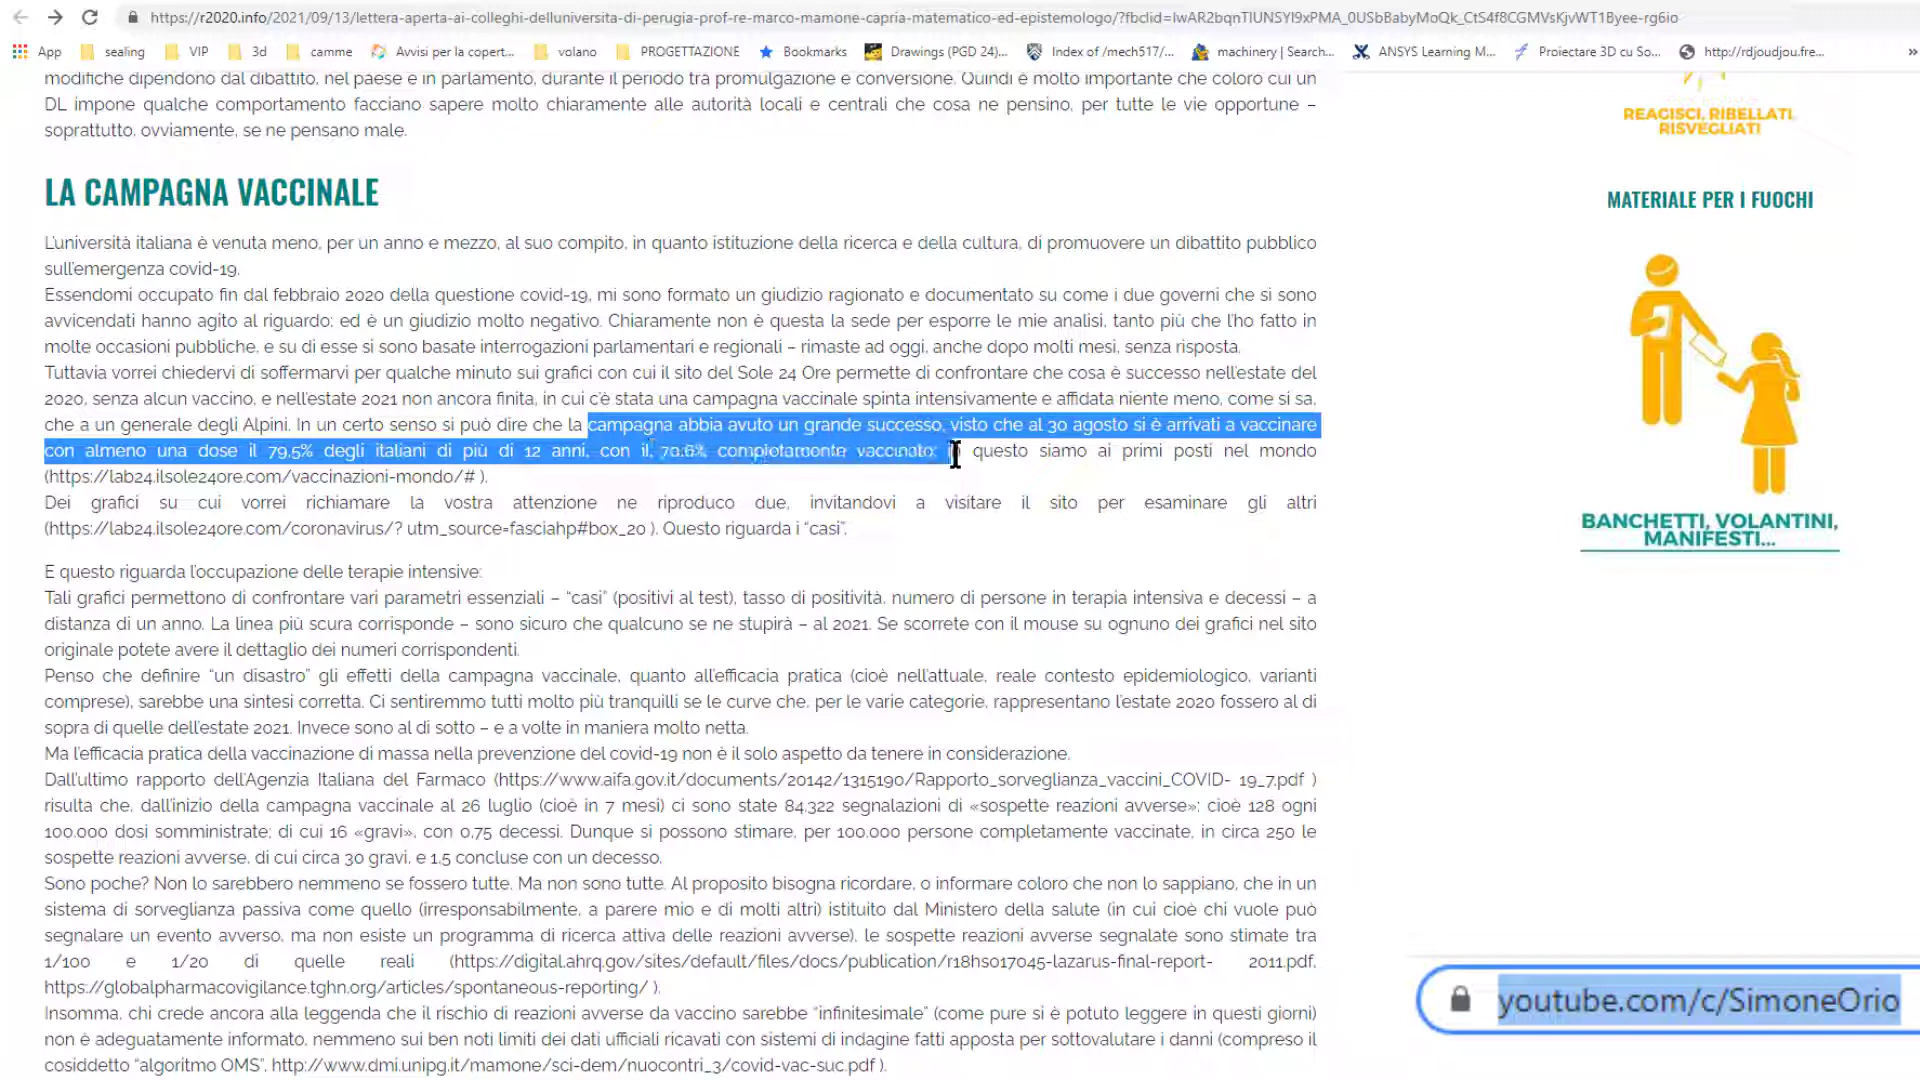 https://r2020.info/2021/09/13/lettera-aperta-ai-colleghi-delluniversita-di-perugia-prof-re-marco-mamone-capria-matematico-ed-epistemologo/?fbclid=IwAR2bqnTlUNSYl9xPMA_0USbBabyMoQk_CtS4f8CGMVsKjvWT1Byee-rg6io
App sealing VIP 3d camme Avvisi per la copert... volano PROGETTAZIONE Bookmarks Drawings (PGD 24)... Index of /mech517/... machinery | Search... ANSYS Learning M... Proiectare 3D cu So... http://rdjoudjou.fre... »
modifiche dipendono dal dibattito, nel paese e in parlamento, durante il periodo tra promulgazione e conversione. Quindi è molto importante che coloro cui un
DL impone qualche comportamento facciano sapere molto chiaramente alle autorità locali e centrali che cosa ne pensino, per tutte le vie opportune –
soprattutto, ovviamente, se ne pensano male.
LA CAMPAGNA VACCINALE
L'università italiana è venuta meno, per un anno e mezzo, al suo compito, in quanto istituzione della ricerca e della cultura, di promuovere un dibattito pubblico
sull'emergenza covid-19.
Essendomi occupato fin dal febbraio 2020 della questione covid-19, mi sono formato un giudizio ragionato e documentato su come i due governi che si sono
avvicendati hanno agito al riguardo: ed è un giudizio molto negativo. Chiaramente non è questa la sede per esporre le mie analisi, tanto più che l'ho fatto in
molte occasioni pubbliche, e su di esse si sono basate interrogazioni parlamentari e regionali – rimaste ad oggi, anche dopo molti mesi, senza risposta.
Tuttavia vorrei chiedervi di soffermarvi per qualche minuto sui grafici con cui il sito del Sole 24 Ore permette di confrontare che cosa è successo nell'estate del
2020, senza alcun vaccino, e nell'estate 2021 non ancora finita, in cui c'è stata una campagna vaccinale spinta intensivamente e affidata niente meno, come si sa,
che a un generale degli Alpini. In un certo senso si può dire che la campagna abbia avuto un grande successo, visto che al 30 agosto si è arrivati a vaccinare
con almeno una dose il 79,5% degli italiani di più di 12 anni, con il 70,6% completamente vaccinato: in questo siamo ai primi posti nel mondo
(https://lab24.ilsole24ore.com/vaccinazioni-mondo/# ).
Dei grafici su cui vorrei richiamare la vostra attenzione ne riproduco due, invitandovi a visitare il sito per esaminare gli altri
(https://lab24.ilsole24ore.com/coronavirus/? utm_source=fasciahp#box_20 ). Questo riguarda i "casi".
E questo riguarda l'occupazione delle terapie intensive:
Tali grafici permettono di confrontare vari parametri essenziali – "casi" (positivi al test), tasso di positività, numero di persone in terapia intensiva e decessi – a
distanza di un anno. La linea più scura corrisponde – sono sicuro che qualcuno se ne stupirà – al 2021. Se scorrete con il mouse su ognuno dei grafici nel sito
originale potete avere il dettaglio dei numeri corrispondenti.
Penso che definire "un disastro" gli effetti della campagna vaccinale, quanto all'efficacia pratica (cioè nell'attuale, reale contesto epidemiologico, varianti
comprese), sarebbe una sintesi corretta. Ci sentiremmo tutti molto più tranquilli se le curve che, per le varie categorie, rappresentano l'estate 2020 fossero al di
sopra di quelle dell'estate 2021. Invece sono al di sotto – e a volte in maniera molto netta.
Ma l'efficacia pratica della vaccinazione di massa nella prevenzione del covid-19 non è il solo aspetto da tenere in considerazione.
Dall'ultimo rapporto dell'Agenzia Italiana del Farmaco (https://www.aifa.gov.it/documents/20142/1315190/Rapporto_sorveglianza_vaccini_COVID- 19_7.pdf )
risulta che, dall'inizio della campagna vaccinale al 26 luglio (cioè in 7 mesi) ci sono state 84.322 segnalazioni di «sospette reazioni avverse»: cioè 128 ogni
100.000 dosi somministrate; di cui 16 «gravi», con 0,75 decessi. Dunque si possono stimare, per 100.000 persone completamente vaccinate, in circa 250 le
sospette reazioni avverse, di cui circa 30 gravi, e 1,5 concluse con un decesso.
Sono poche? Non lo sarebbero nemmeno se fossero tutte. Ma non sono tutte. Al proposito bisogna ricordare, o informare coloro che non lo sappiano, che in un
sistema di sorveglianza passiva come quello (irresponsabilmente, a parere mio e di molti altri) istituito dal Ministero della salute (in cui cioè chi vuole può
segnalare un evento avverso, ma non esiste un programma di ricerca attiva delle reazioni avverse), le sospette reazioni avverse segnalate sono stimate tra
1/100 e 1/20 di quelle reali (https://digital.ahrq.gov/sites/default/files/docs/publication/r18hs017045-lazarus-final-report- 2011.pdf,
https://globalpharmacovigilance.tghn.org/articles/spontaneous-reporting/ ).
Insomma, chi crede ancora alla leggenda che il rischio di reazioni avverse da vaccino sarebbe "infinitesimale" (come pure si è potuto leggere in questi giorni)
non è adeguatamente informato, nemmeno sui ben noti limiti dei dati ufficiali ricavati con sistemi di indagine fatti apposta per sottovalutare i danni (compreso il
cosiddetto "algoritmo OMS", http://www.dmi.unipg.it/mamone/sci-dem/nuocontri_3/covid-vac-suc.pdf ).
REAGISCI, RIBELLATI,
RISVEGLIATI
MATERIALE PER I FUOCHI
BANCHETTI, VOLANTINI,
MANIFESTI...
youtube.com/c/SimoneOrio